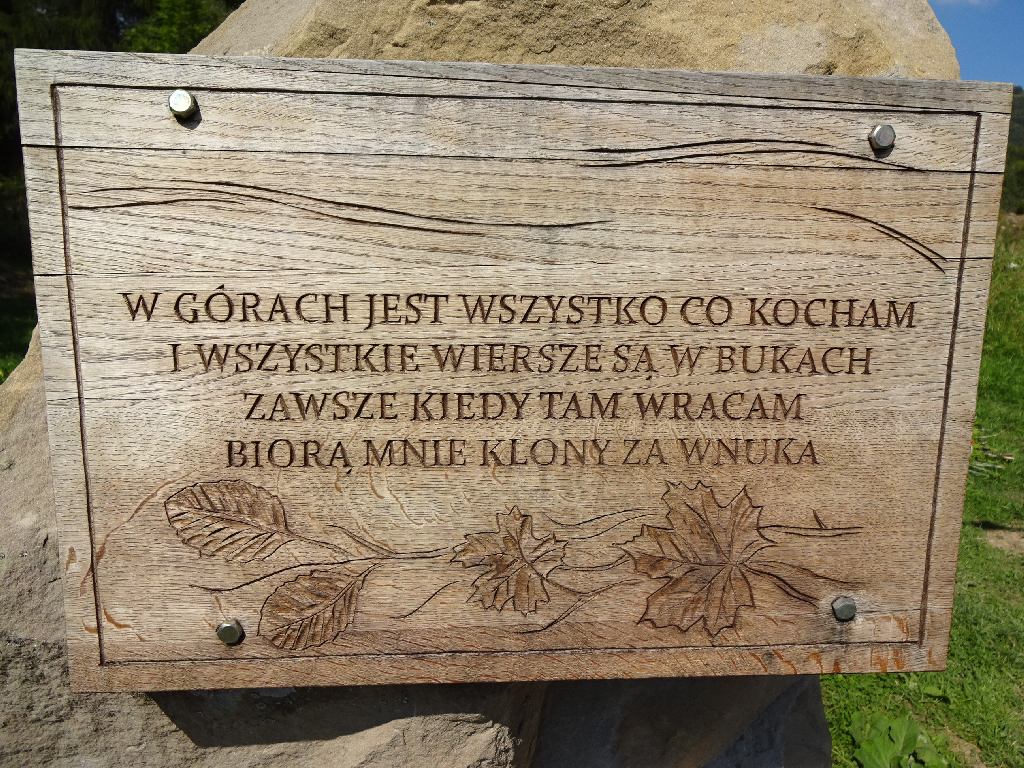 W GÓRACH JEST WSZYSTKO CO KOCHAM
I WSZYSTKIE WIERSZE SĄ W BUKACH
ZAWSZE KIEDY TAM WRACAM
BIORĄ MNIE KLONY ZA WNUKA